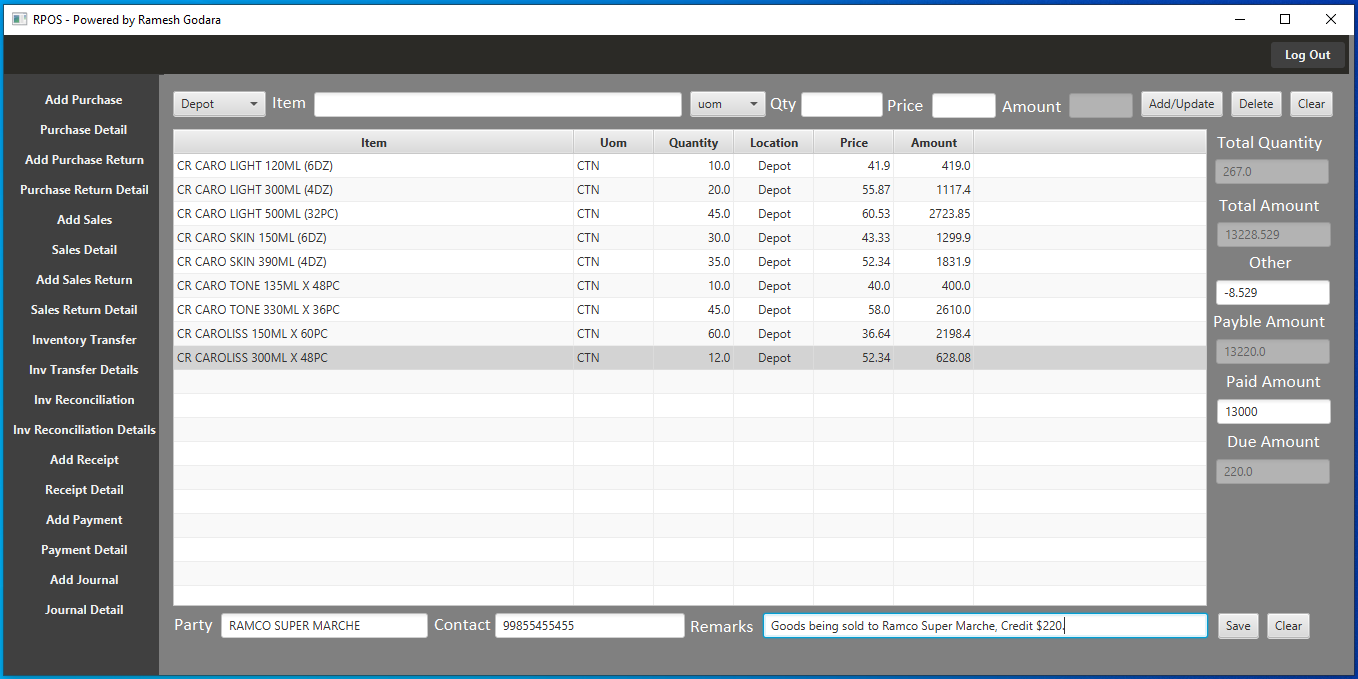 RPOS - Powered by Ramesh Godara
Log Out
Add Purchase
Purchase Detail
Add Purchase Return
Purchase Return Detail
Add Sales
Sales Detail
Add Sales Return
Sales Return Detail
Inventory Transfer
Inv Transfer Details
Inv Reconciliation
Inv Reconciliation Details
Add Receipt
Receipt Detail
Add Payment
Payment Detail
Add Journal
Journal Detail
Depot Item uom Qty Price Amount Add/Update Delete Clear
Item Uom Quantity Location Price Amount
CR CARO LIGHT 120ML (6DZ) CTN 10.0 Depot 41.9 419.0
CR CARO LIGHT 300ML (4DZ) CTN 20.0 Depot 55.87 1117.4
CR CARO LIGHT 500ML (32PC) CTN 45.0 Depot 60.53 2723.85
CR CARO SKIN 150ML (6DZ) CTN 30.0 Depot 43.33 1299.9
CR CARO SKIN 390ML (4DZ) CTN 35.0 Depot 52.34 1831.9
CR CARO TONE 135ML X 48PC CTN 10.0 Depot 40.0 400.0
CR CARO TONE 330ML X 36PC CTN 45.0 Depot 58.0 2610.0
CR CAROLISS 150ML X 60PC CTN 60.0 Depot 36.64 2198.4
CR CAROLISS 300ML X 48PC CTN 12.0 Depot 52.34 628.08
Total Quantity
267.0
Total Amount
13228.529
Other
-8.529
Payble Amount
13220.0
Paid Amount
13000
Due Amount
220.0
Party RAMCO SUPER MARCHE Contact 99855455455 Remarks Goods being sold to Ramco Super Marche, Credit $220. Save Clear